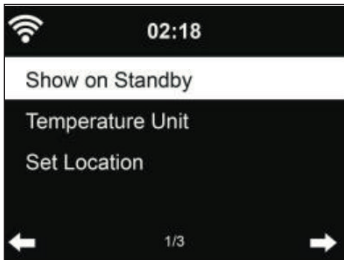 02:18
Show on Standby
Temperature Unit
Set Location
1/3